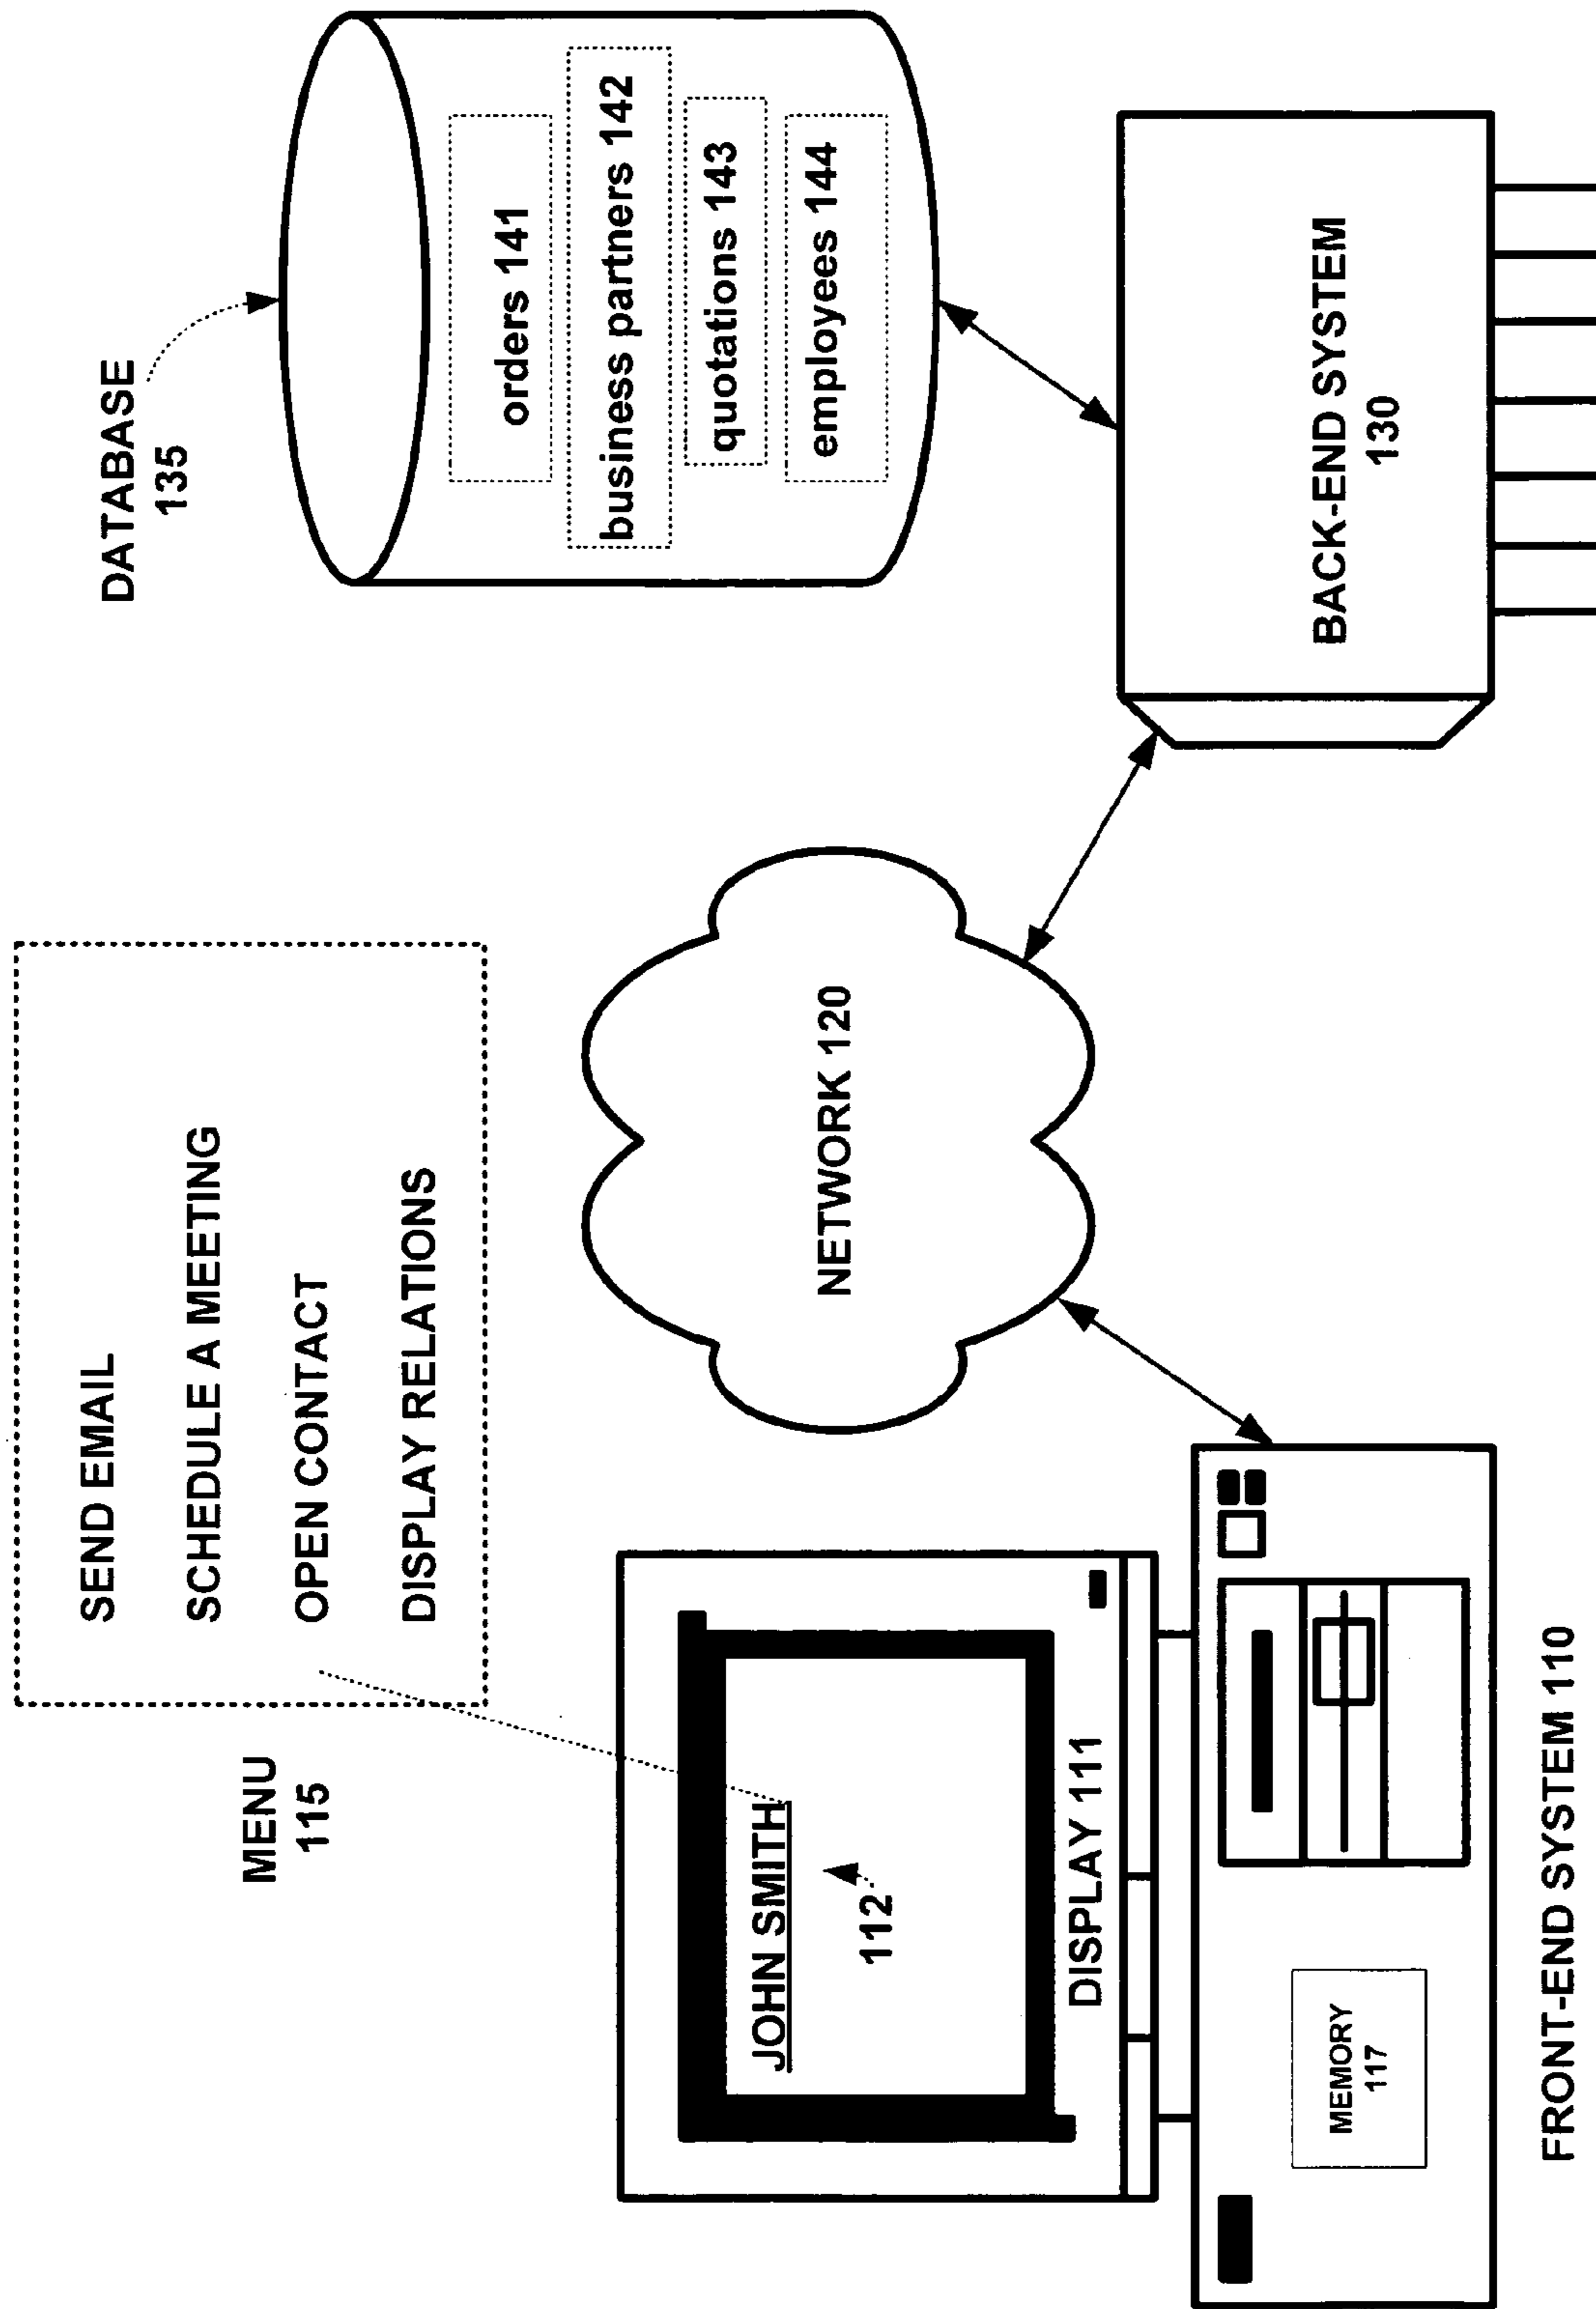 SEND EMAIL
SCHEDULE A MEETING
OPEN CONTACT
DISPLAY RELATIONS
MENU
115
DATABASE
135
orders 141
business partners 142
quotations 143
employees 144
JOHN SMITH
112
DISPLAY 111
NETWORK 120
MEMORY
117
BACK-END SYSTEM
130
FRONT-END SYSTEM 110